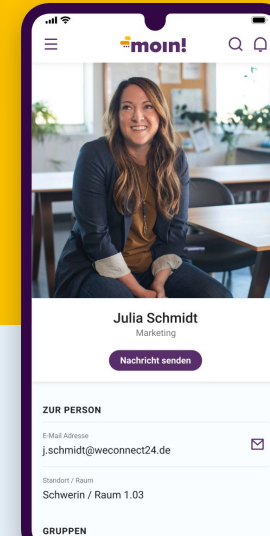 moin!
Julia Schmidt
Marketing
Nachricht senden
ZUR PERSON
E-Mail Adresse
j.schmidt@weconnect24.de
Standort / Raum
Schwerin / Raum 1.03
GRUPPEN